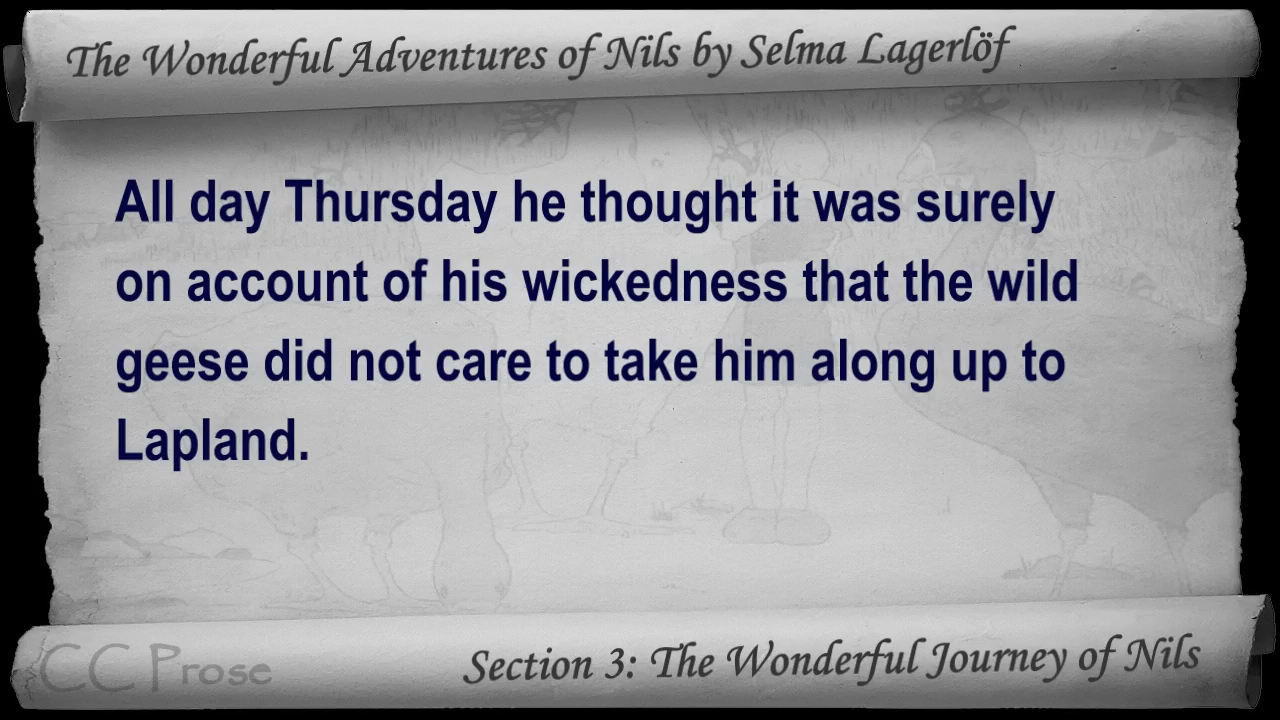 The Wonderful Adventures of Nils by Selma Lagerlöf
All day Thursday he thought it was surely
on account of his wickedness that the wild
geese did not care to take him along up to
Lapland.
CC Prose
Section 3: The Wonderful Journey of Nils